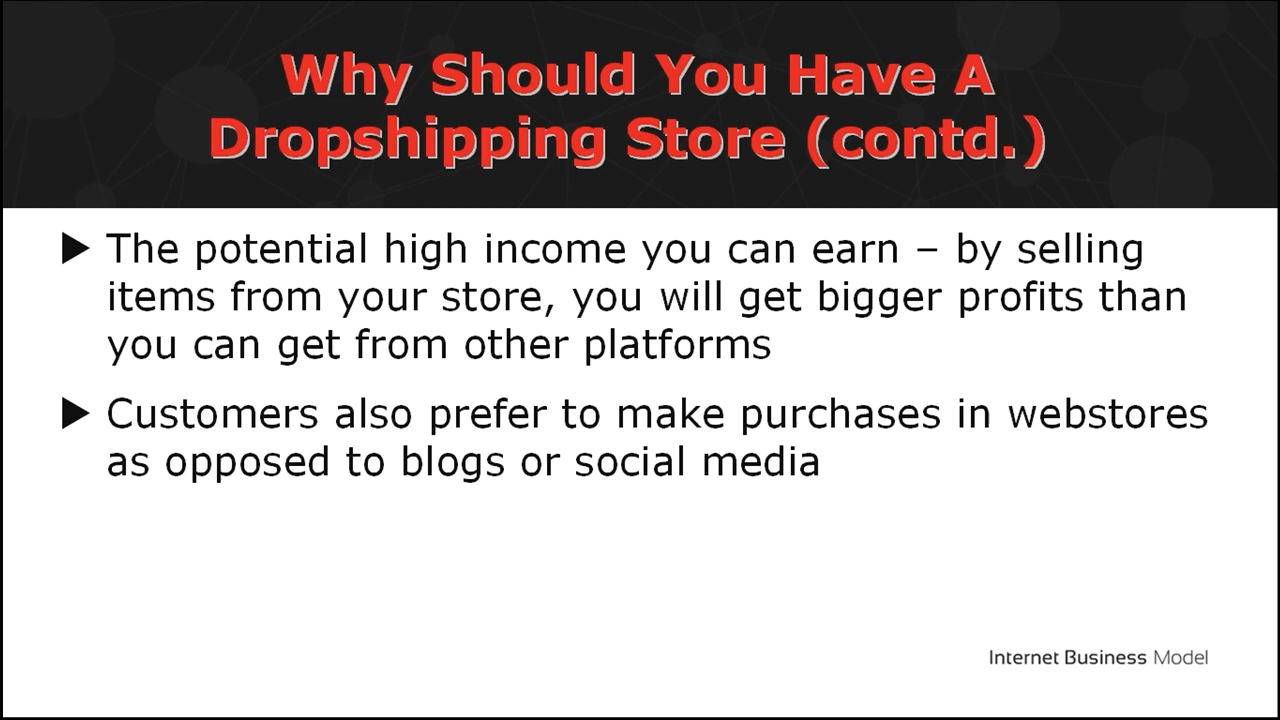 Why Should You Have A
Dropshipping Store (contd.)
The potential high income you can earn – by selling
items from your store, you will get bigger profits than
you can get from other platforms
Customers also prefer to make purchases in webstores
as opposed to blogs or social media
Internet Business Model